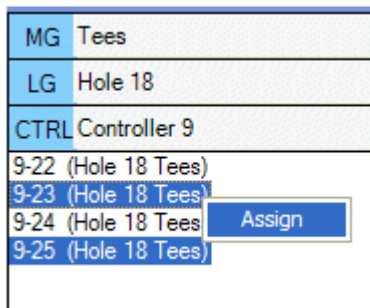 MG Tees
LG Hole 18
CTRL Controller 9
9-22 (Hole 18 Tees)
9-23 (Hole 18 Tees)
9-24 (Hole 18 Tees Assign
9-25 (Hole 18 Tees)